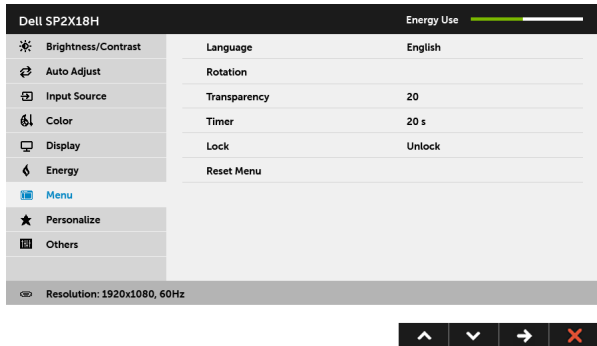 Dell SP2X18H Energy Use
Brightness/Contrast Language English
Auto Adjust Rotation
Input Source Transparency 20
Color Timer 20 s
Display Lock Unlock
Energy Reset Menu
Menu
Personalize
Others
Resolution: 1920x1080, 60Hz